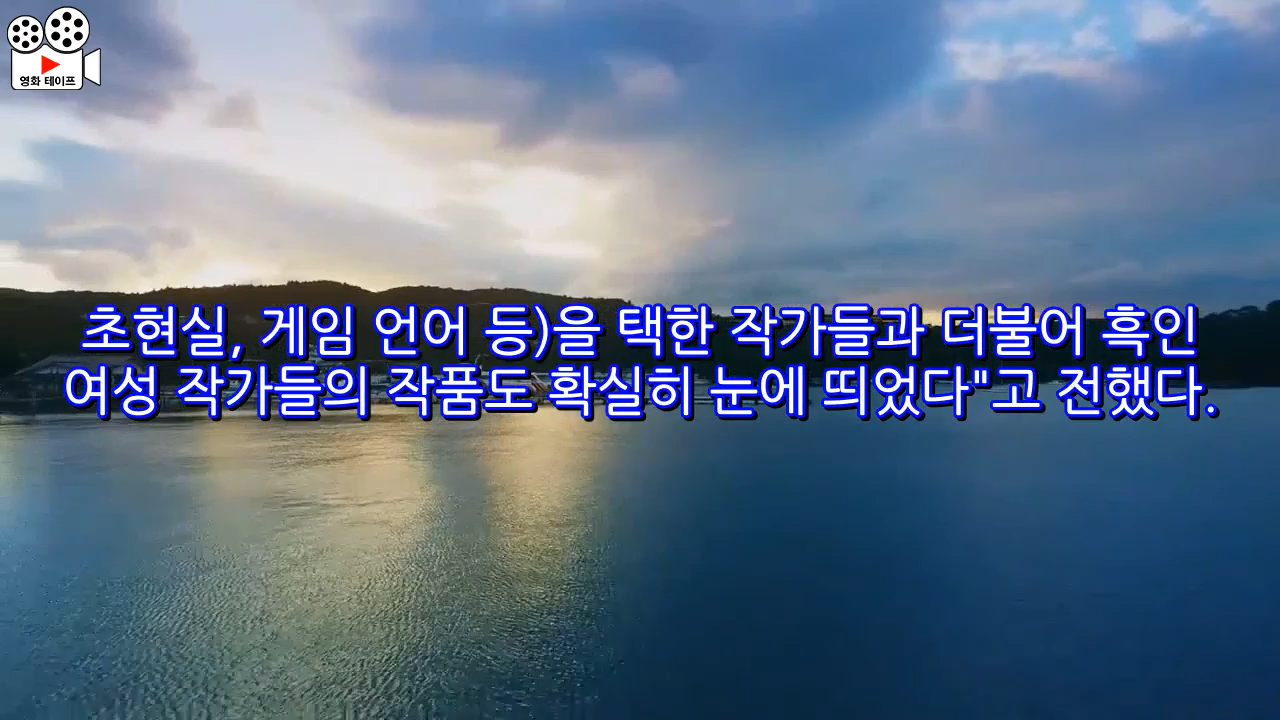 영화 테이프
초현실, 게임 언어 등)을 택한 작가들과 더불어 흑인
여성 작가들의 작품도 확실히 눈에 띄었다"고 전했다.